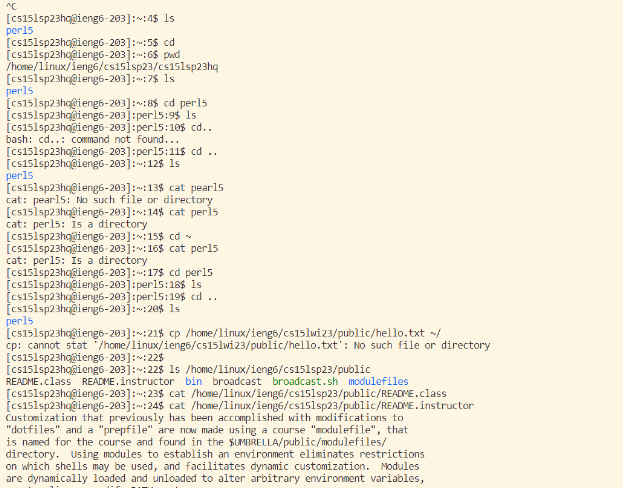 ^C
[cs15lsp23hq@ieng6-203]:~:4$ ls
perl5
[cs15lsp23hq@ieng6-203]:~:5$ cd
[cs15lsp23hq@ieng6-203]:~:6$ pwd
/home/linux/ieng6/cs15lsp23/cs15lsp23hq
[cs15lsp23hq@ieng6-203]:~:7$ ls
perl5
[cs15lsp23hq@ieng6-203]:~:8$ cd perl5
[cs15lsp23hq@ieng6-203]:perl5:9$ ls
[cs15lsp23hq@ieng6-203]:perl5:10$ cd..
bash: cd..: command not found...
[cs15lsp23hq@ieng6-203]:perl5:11$ cd ..
[cs15lsp23hq@ieng6-203]:~:12$ ls
perl5
[cs15lsp23hq@ieng6-203]:~:13$ cat pearl5
cat: pearl5: No such file or directory
[cs15lsp23hq@ieng6-203]:~:14$ cat perl5
cat: perl5: Is a directory
[cs15lsp23hq@ieng6-203]:~:15$ cd ~
[cs15lsp23hq@ieng6-203]:~:16$ cat perl5
cat: perl5: Is a directory
[cs15lsp23hq@ieng6-203]:~:17$ cd perl5
[cs15lsp23hq@ieng6-203]:perl5:18$ ls
[cs15lsp23hq@ieng6-203]:perl5:19$ cd ..
[cs15lsp23hq@ieng6-203]:~:20$ ls
perl5
[cs15lsp23hq@ieng6-203]:~:21$ cp /home/linux/ieng6/cs15lwi23/public/hello.txt ~/
cp: cannot stat '/home/linux/ieng6/cs15lwi23/public/hello.txt': No such file or directory
[cs15lsp23hq@ieng6-203]:~:22$
[cs15lsp23hq@ieng6-203]:~:22$ ls /home/linux/ieng6/cs15lsp23/public
README.class  README.instructor  bin  broadcast  broadcast.sh  modulefiles
[cs15lsp23hq@ieng6-203]:~:23$ cat /home/linux/ieng6/cs15lsp23/public/README.class
[cs15lsp23hq@ieng6-203]:~:24$ cat /home/linux/ieng6/cs15lsp23/public/README.instructor
Customization that previously has been accomplished with modifications to
"dotfiles" and a "prepfile" are now made using a course "modulefile", that
is named for the course and found in the $UMBRELLA/public/modulefiles/
directory.  Using modules to establish an environment eliminates restrictions
on which shells may be used, and facilitates dynamic customization.  Modules
are dynamically loaded and unloaded to alter arbitrary environment variables,